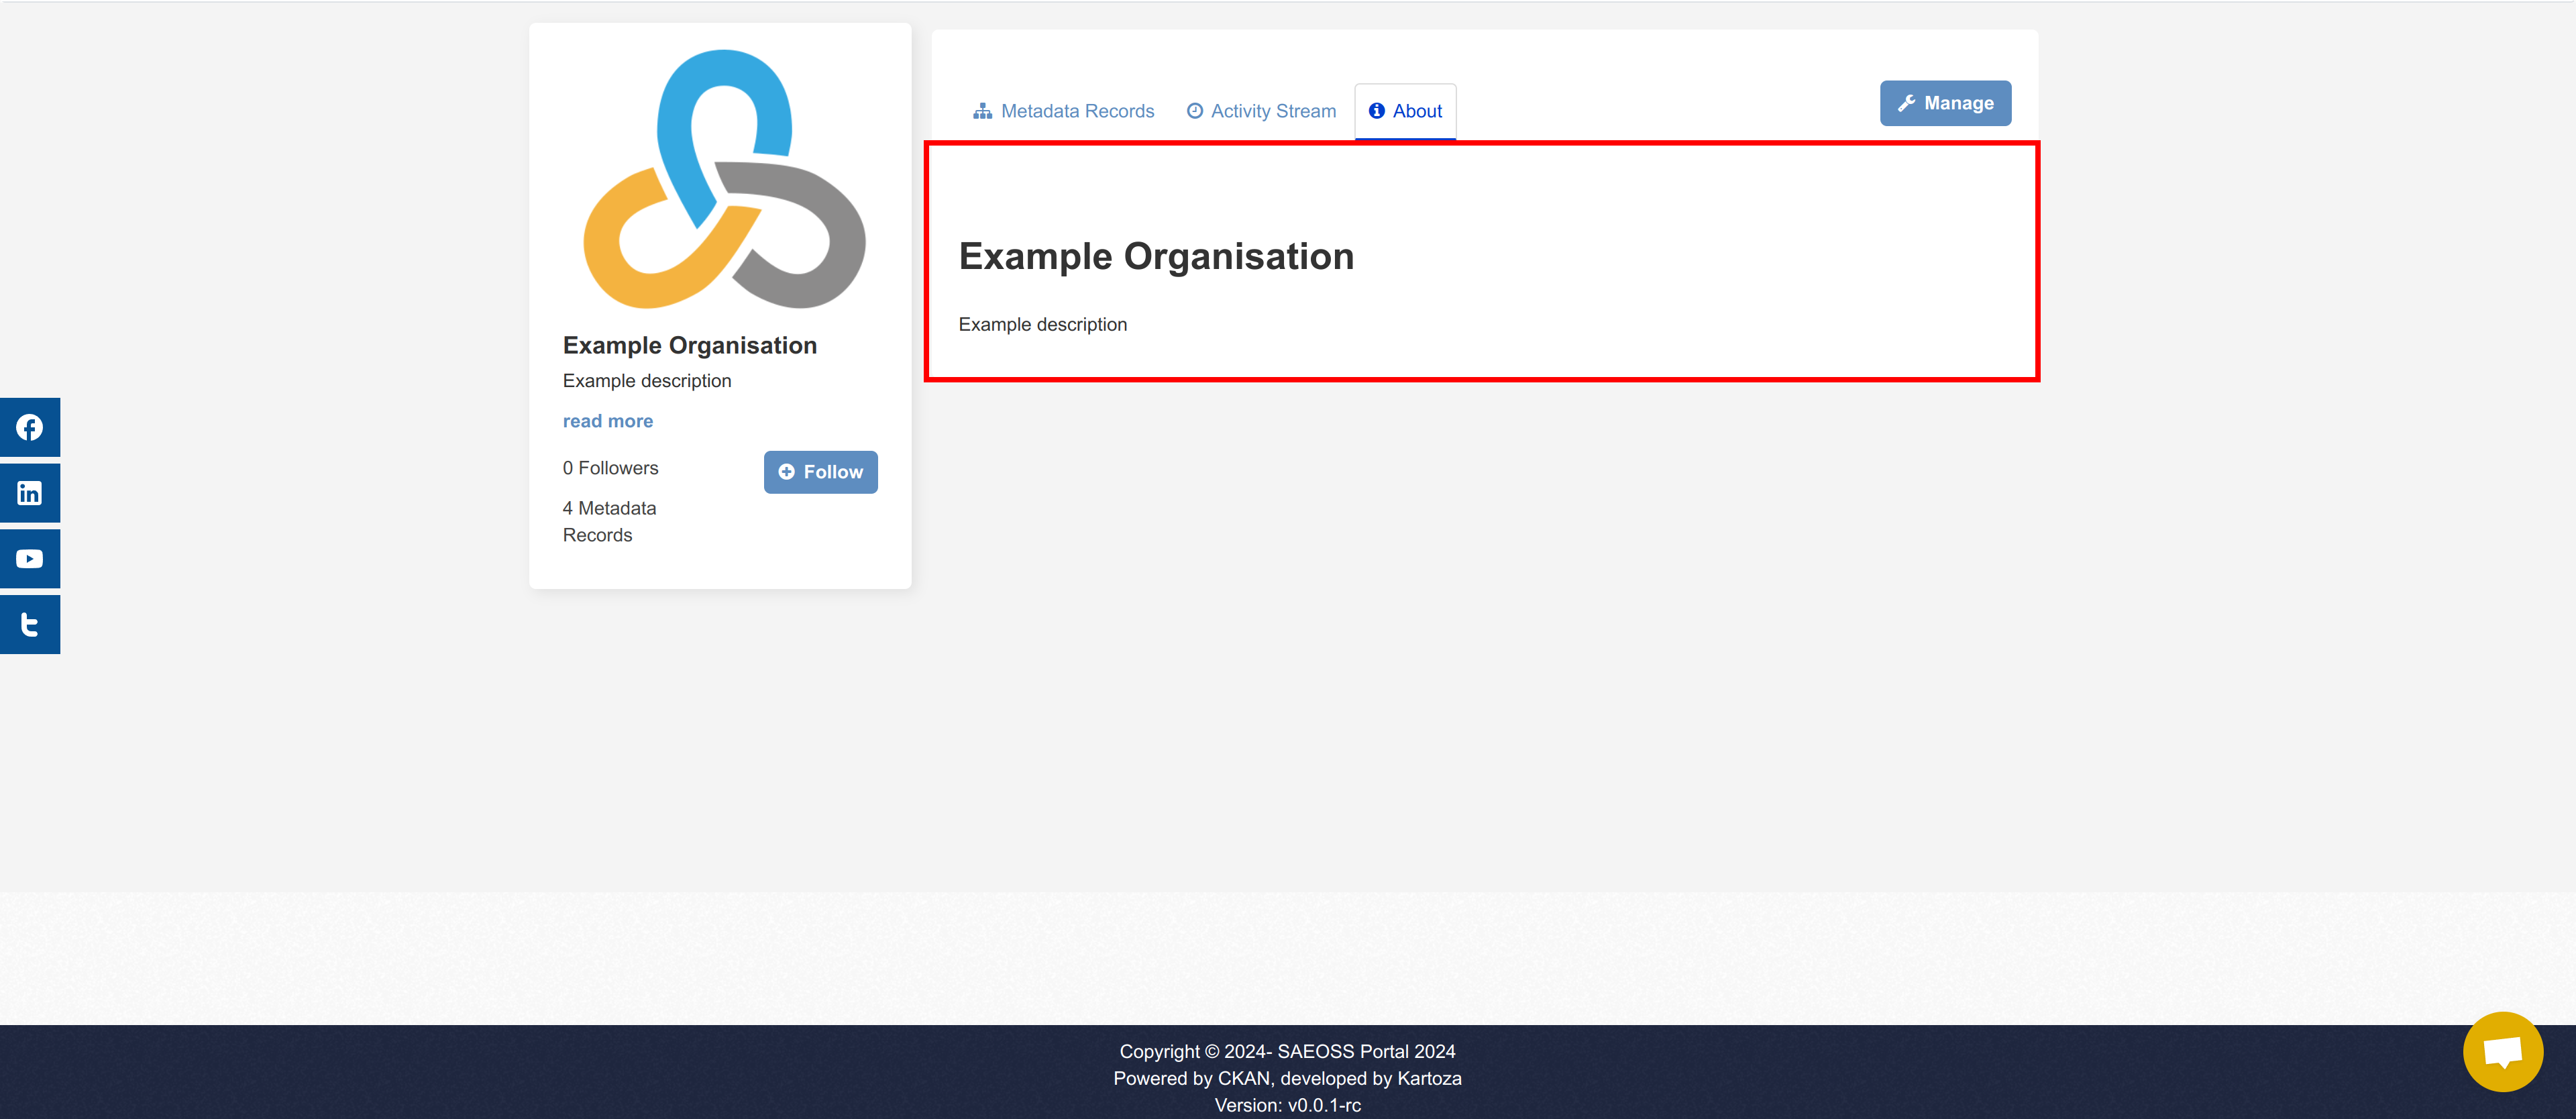 Example Organisation
Example description
read more
0 Followers
Follow
4 Metadata
Records
Metadata Records
Activity Stream
About
Manage
Example Organisation
Example description
Copyright © 2024- SAEOSS Portal 2024
Powered by CKAN, developed by Kartoza
Version: v0.0.1-rc